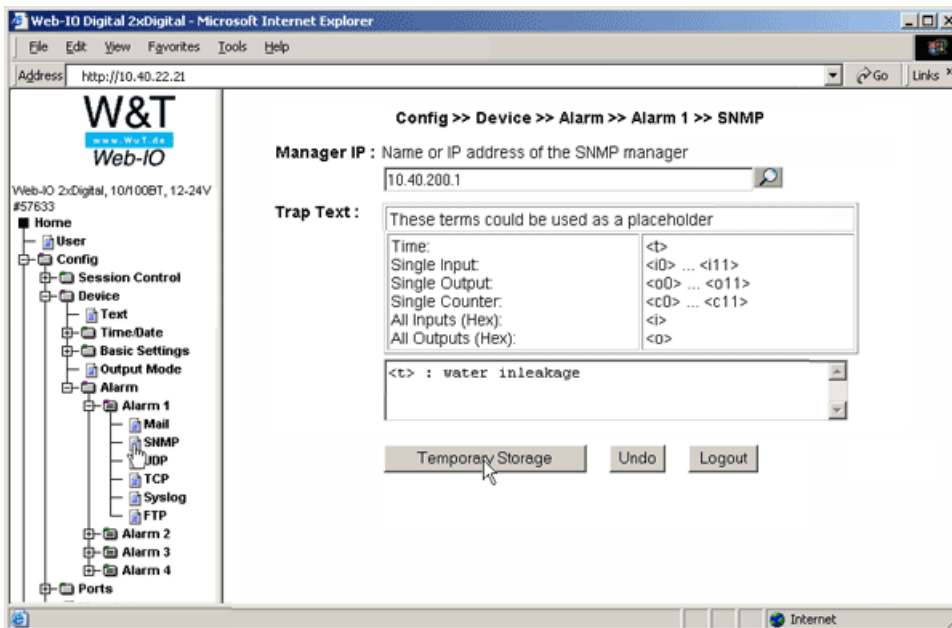 Web-IO Digital 2xDigital - Microsoft Internet Explorer
File Edit View Favorites Tools Help
Address http://10.40.22.21 Go Links »
W&T
www.WuT.de
Web-IO
Web-IO 2xDigital, 10/100BT, 12-24V
#57633
Home
User
Config
Session Control
Device
Text
Time/Date
Basic Settings
Output Mode
Alarm
Alarm 1
Mail
SNMP
UDP
TCP
Syslog
FTP
Alarm 2
Alarm 3
Alarm 4
Ports
Config >> Device >> Alarm >> Alarm 1 >> SNMP
Manager IP : Name or IP address of the SNMP manager
10.40.200.1
Trap Text : These terms could be used as a placeholder
Time: <t>
Single Input: <i0> ... <i11>
Single Output: <o0> ... <o11>
Single Counter: <c0> ... <c11>
All Inputs (Hex): <i>
All Outputs (Hex): <o>
<t> : water inleakage
Temporary Storage Undo Logout
Internet